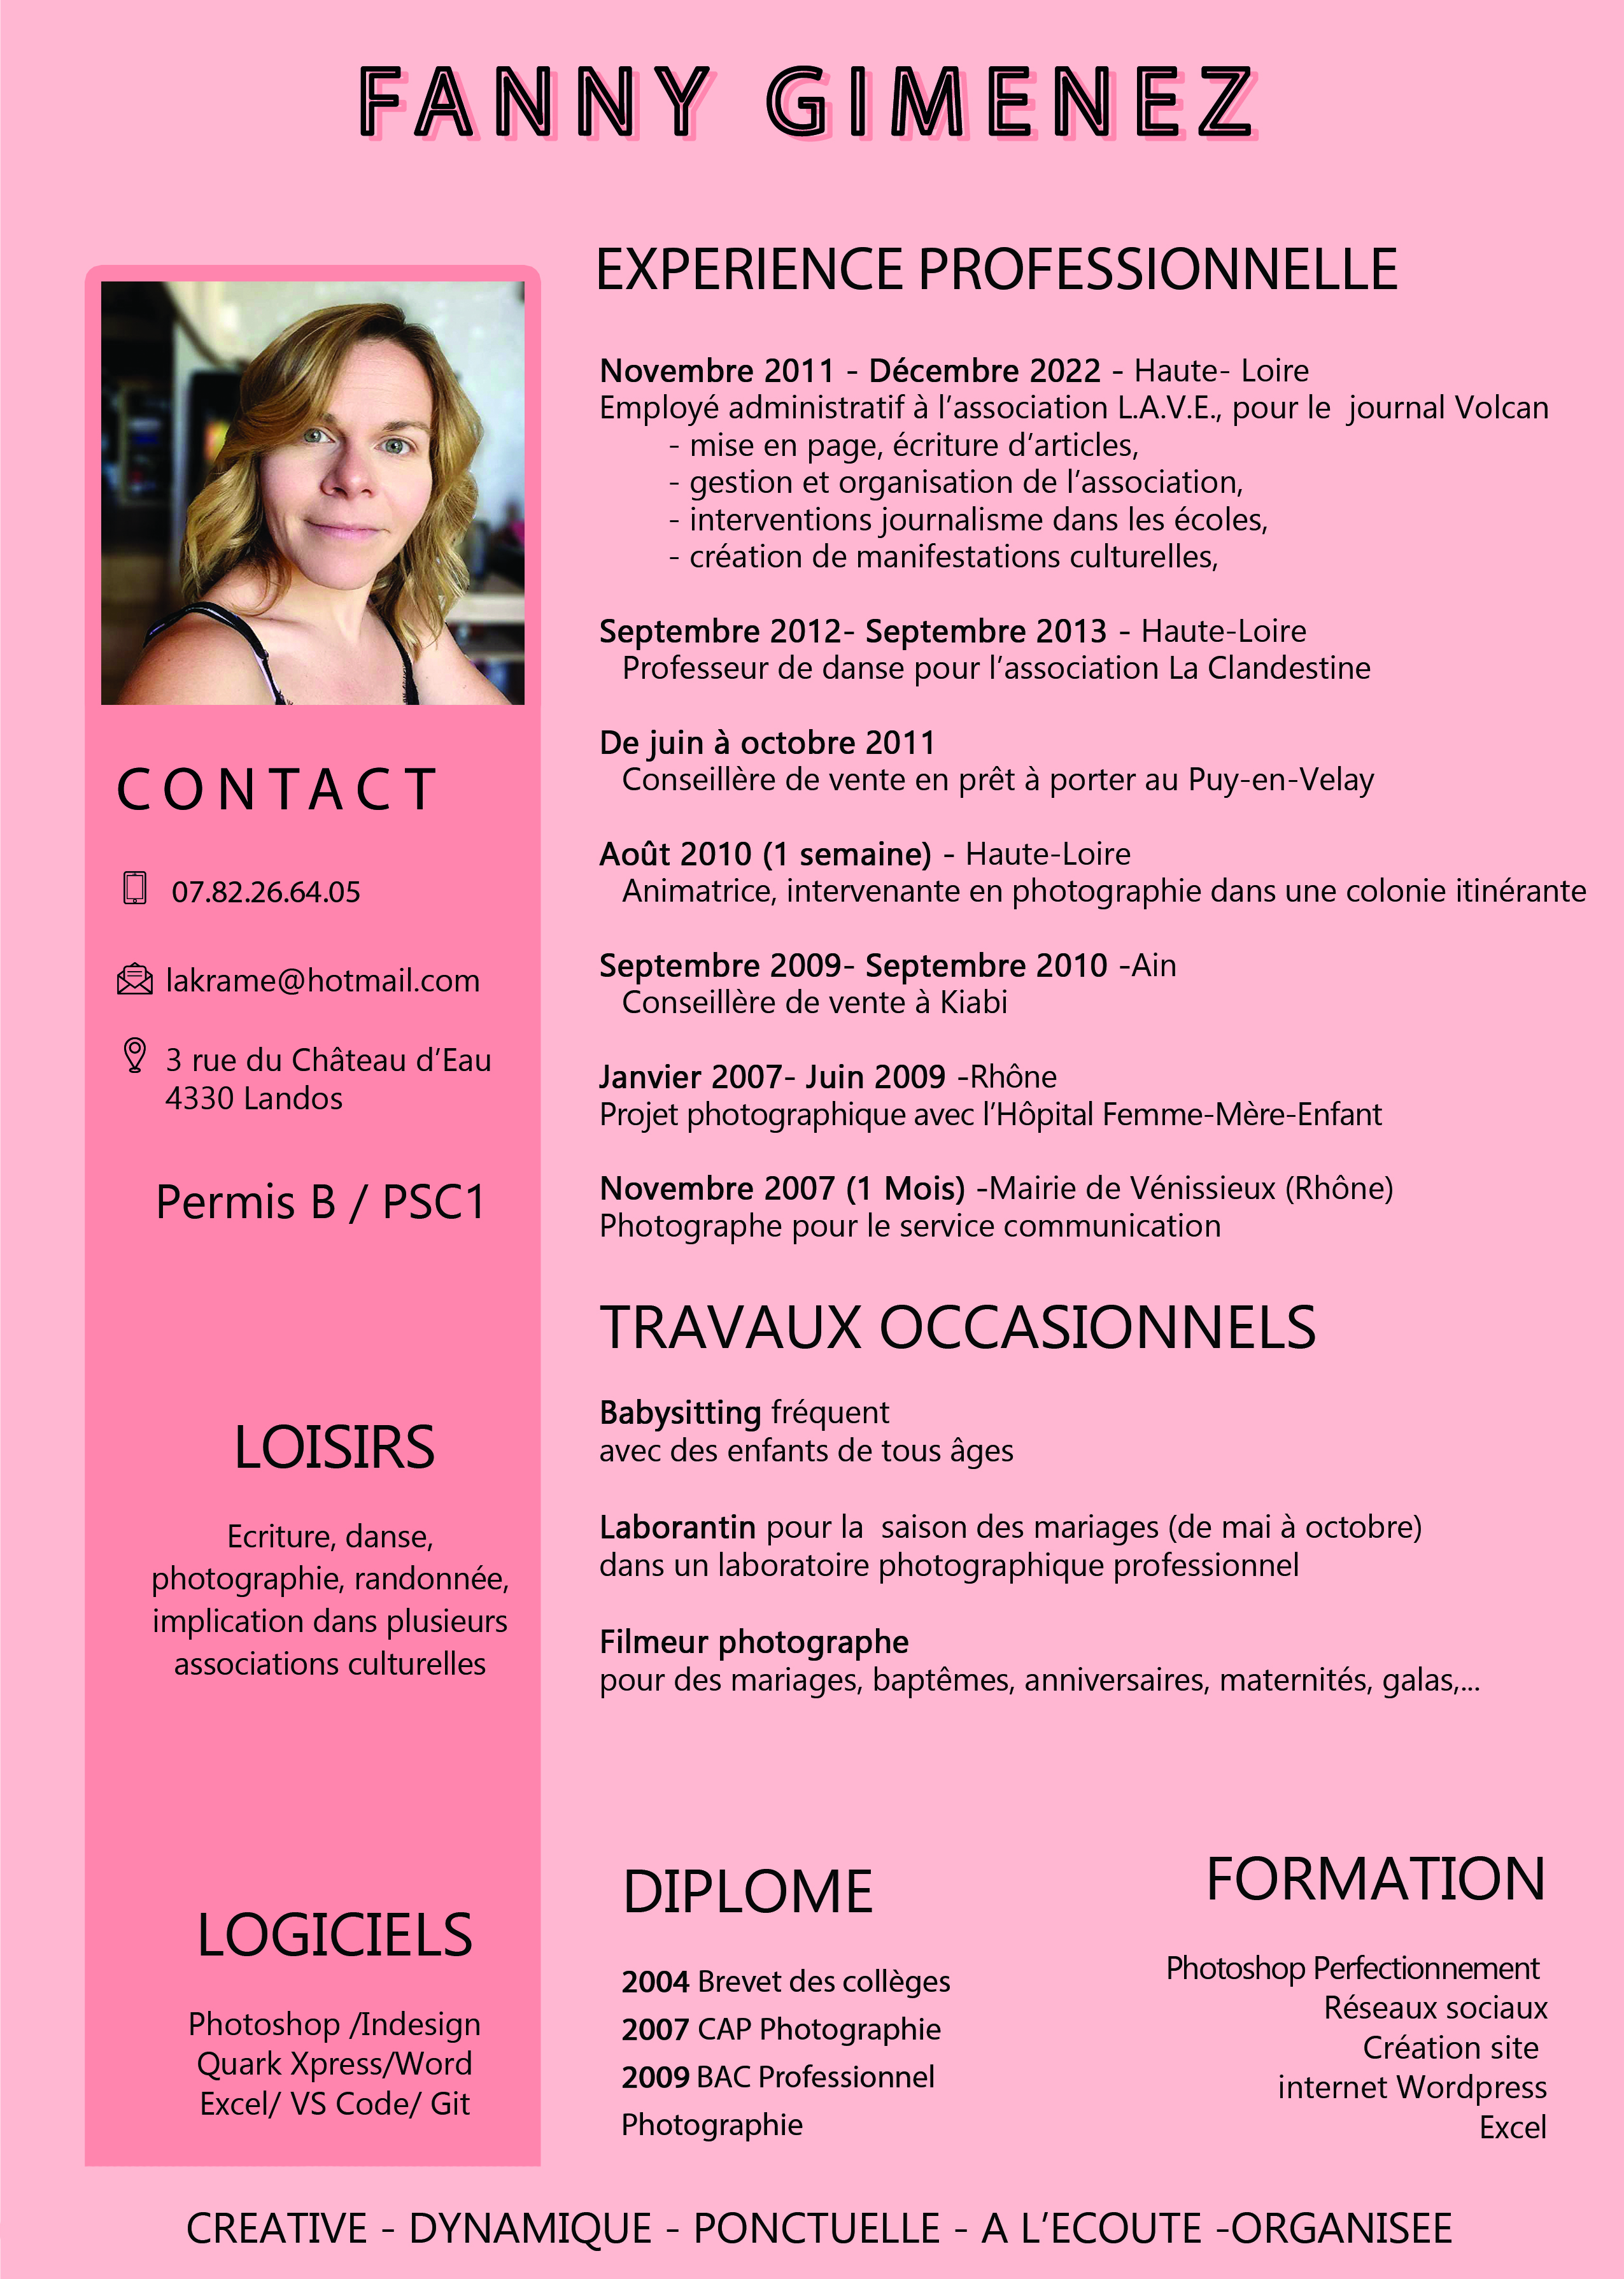 FANNY GIMENEZ
CONTACT
07.82.26.64.05
lakrame@hotmail.com
3 rue du Château d'Eau
4330 Landos
Permis B / PSC1
LOISIRS
Ecriture, danse,
photographie, randonnée,
implication dans plusieurs
associations culturelles
LOGICIELS
Photoshop /Indesign
Quark Xpress/Word
Excel/ VS Code/ Git
EXPERIENCE PROFESSIONNELLE
Novembre 2011 - Décembre 2022 - Haute- Loire
Employé administratif à l'association L.A.V.E., pour le  journal Volcan
- mise en page, écriture d'articles,
- gestion et organisation de l'association,
- interventions journalisme dans les écoles,
- création de manifestations culturelles,
Septembre 2012- Septembre 2013 - Haute-Loire
Professeur de danse pour l'association La Clandestine
De juin à octobre 2011
Conseillère de vente en prêt à porter au Puy-en-Velay
Août 2010 (1 semaine) - Haute-Loire
Animatrice, intervenante en photographie dans une colonie itinérante
Septembre 2009- Septembre 2010 -Ain
Conseillère de vente à Kiabi
Janvier 2007- Juin 2009 -Rhône
Projet photographique avec l'Hôpital Femme-Mère-Enfant
Novembre 2007 (1 Mois) -Mairie de Vénissieux (Rhône)
Photographe pour le service communication
TRAVAUX OCCASIONNELS
Babysitting fréquent
avec des enfants de tous âges
Laborantin pour la  saison des mariages (de mai à octobre)
dans un laboratoire photographique professionnel
Filmeur photographe
pour des mariages, baptêmes, anniversaires, maternités, galas,...
DIPLOME
2004 Brevet des collèges
2007 CAP Photographie
2009 BAC Professionnel
Photographie
FORMATION
Photoshop Perfectionnement
Réseaux sociaux
Création site
internet Wordpress
Excel
CREATIVE - DYNAMIQUE - PONCTUELLE - A L'ECOUTE -ORGANISEE